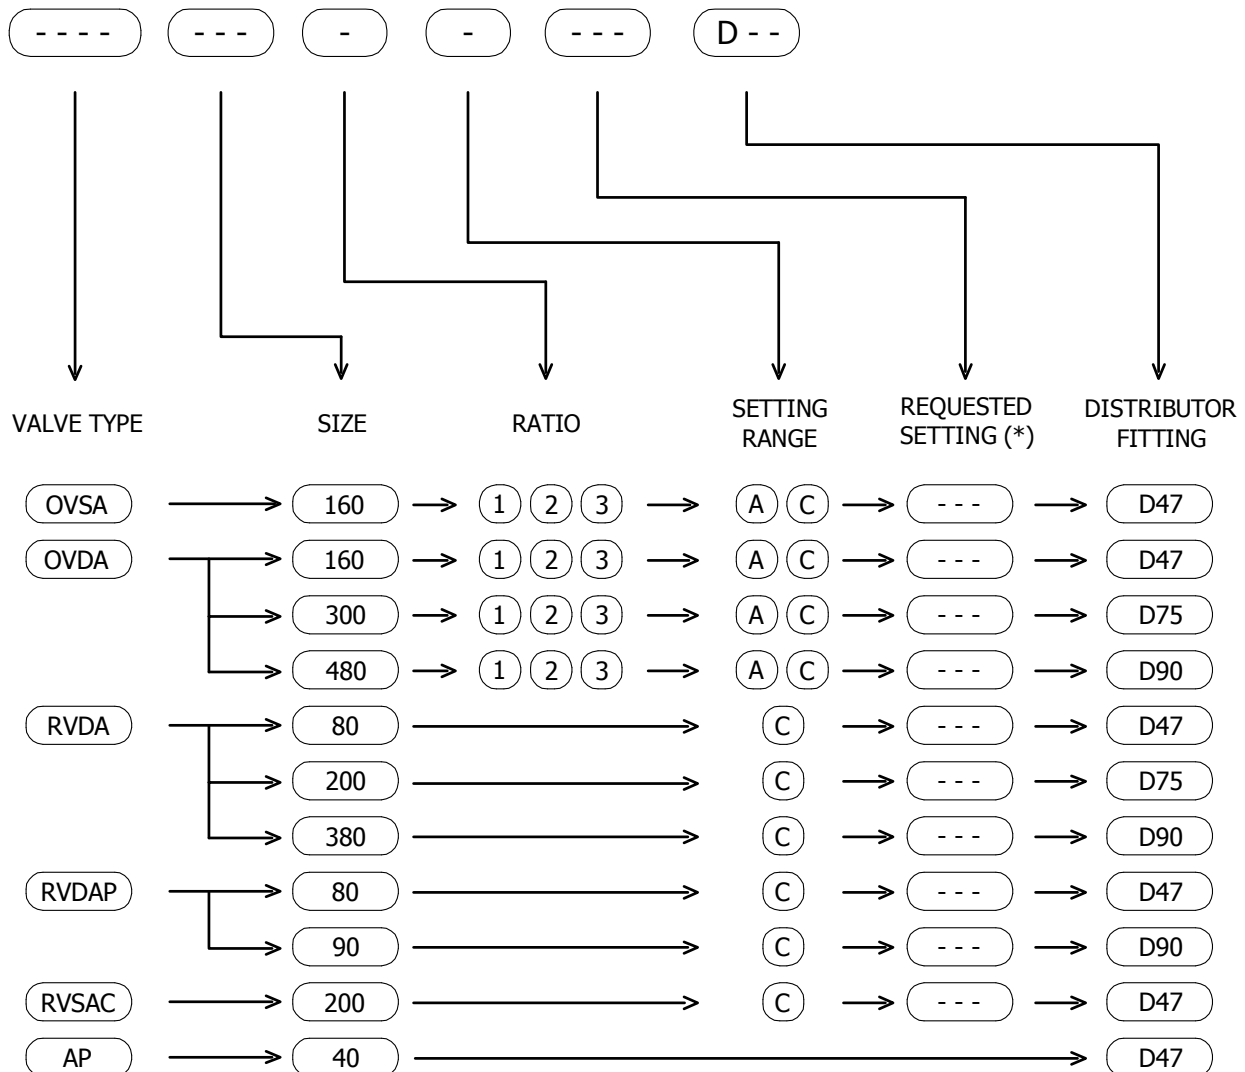 - - - - - - - - - - - - D - -
VALVE TYPE SIZE RATIO SETTING RANGE REQUESTED SETTING (*) DISTRIBUTOR FITTING
OVSA 160 1 2 3 A C - - - D47
OVDA 160 1 2 3 A C - - - D47
300 1 2 3 A C - - - D75
480 1 2 3 A C - - - D90
RVDA 80 C - - - D47
200 C - - - D75
380 C - - - D90
RVDAP 80 C - - - D47
90 C - - - D90
RVSAC 200 C - - - D47
AP 40 D47